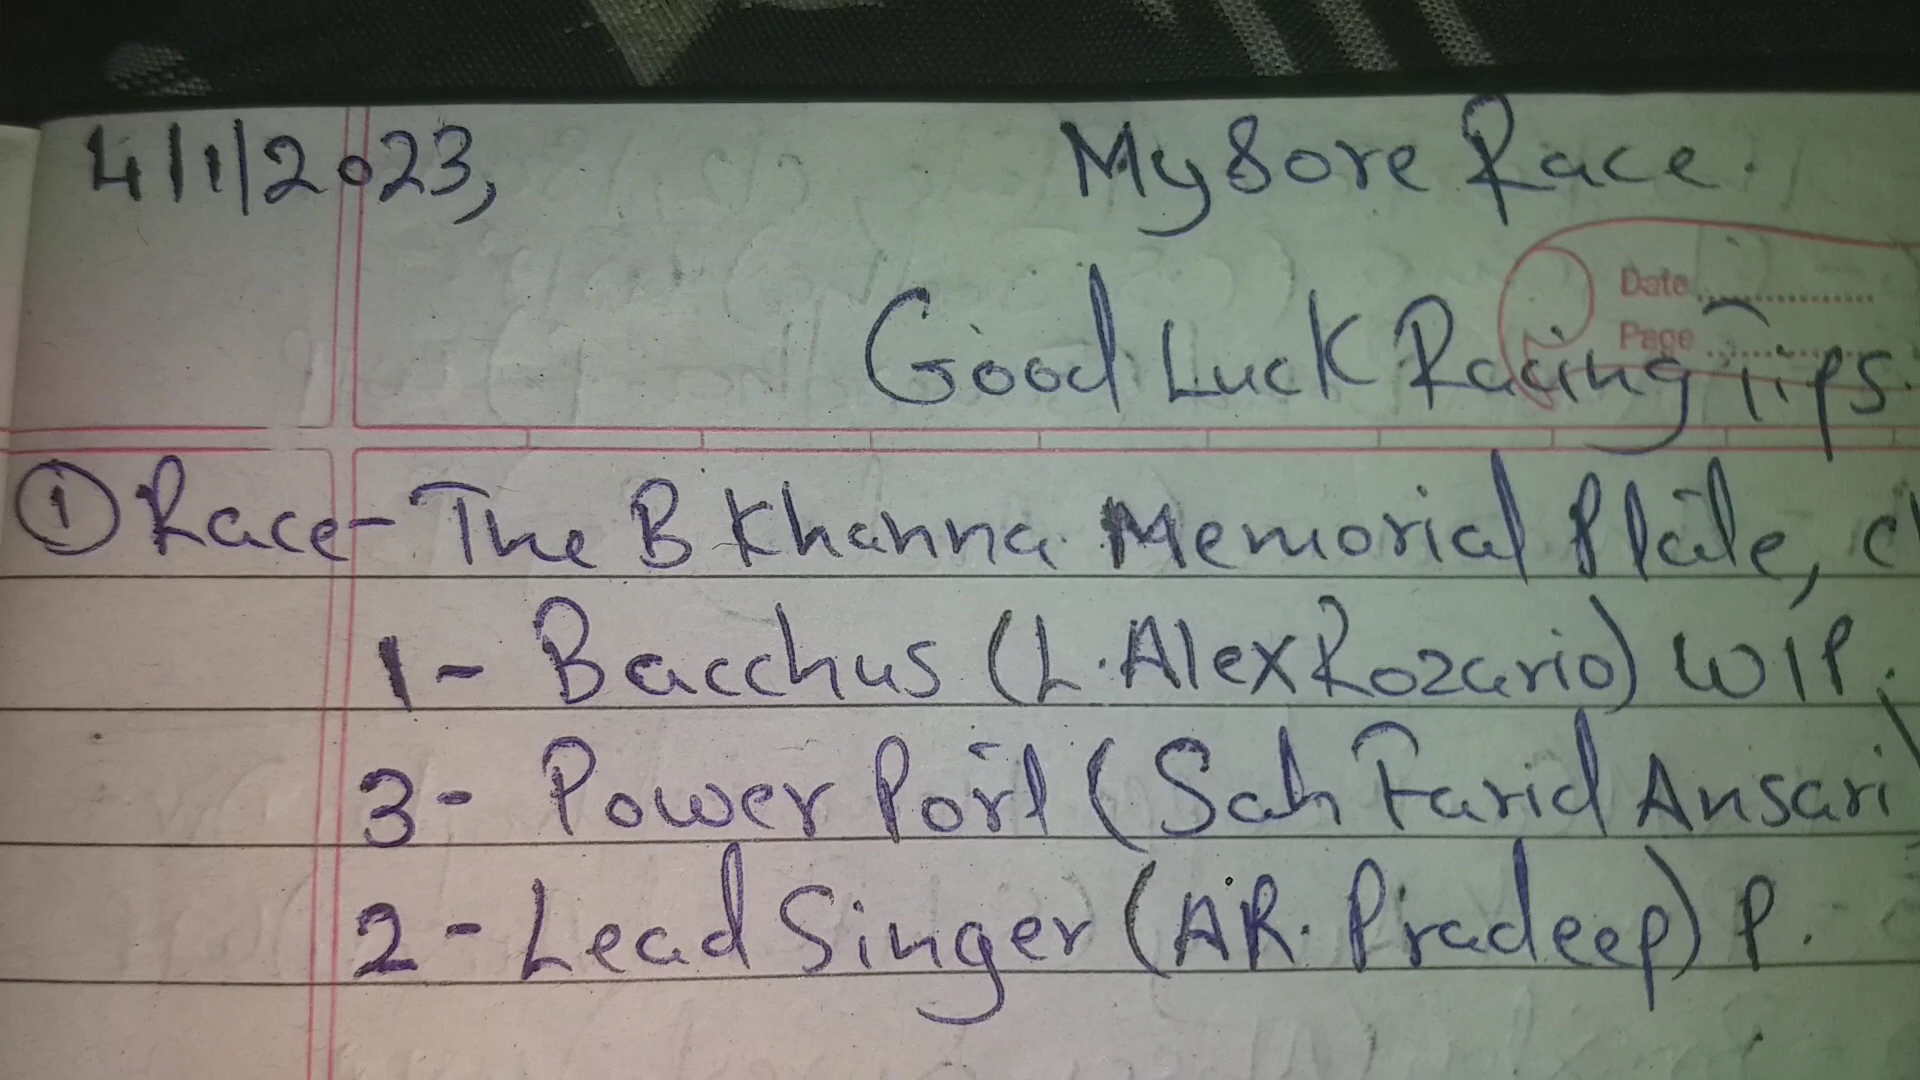 4/1/2023, Mysore Race.
Date
Good Luck Racing Tips.
Page
① Race - The B Khanna Memorial Plate,
1 - Bacchus (L. Alex Rozario) W/P.
3 - Power Port (Sah Farid Ansari)
2 - Lead Singer (AR. Pradeep) P.